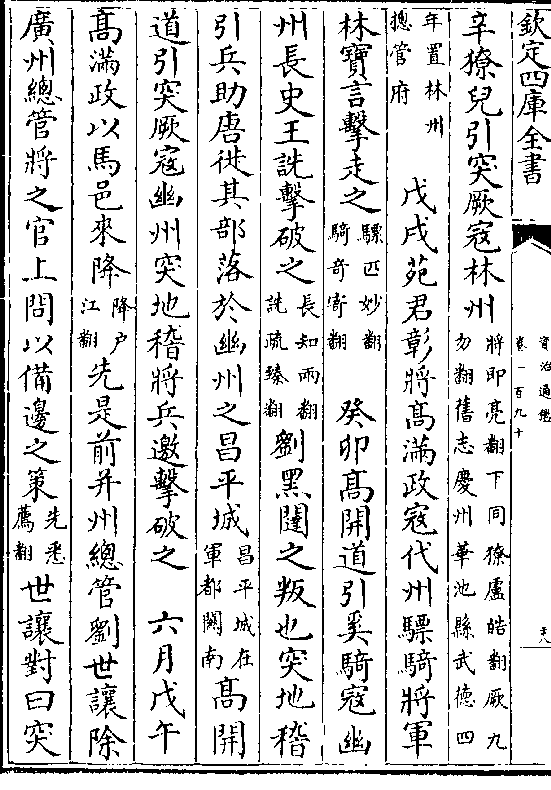 欽定四庫全書
資治通鑑
卷一百九十
辛獠兒引突厥寇林州將即亮翻下同獠盧皓翻厥九勿翻舊志慶州華池縣武德四
年置林州總管府 戊戌苑君彰將高滿政寇代州驃騎將軍
林寶言擊走之驃匹妙翻騎奇寄翻 癸卯高開道引奚騎寇幽
州長史王詵擊破之長知兩翻詵疏臻翻 劉黑闥之叛也突地稽
引兵助唐徙其部落於幽州之昌平城昌平城在軍都關南 高開
道引突厥寇幽州突地稽將兵邀擊破之 六月戊午
高滿政以馬邑來降降戶江翻 先是前并州總管劉世讓除
廣州總管將之官上問以備邊之策先悉薦翻 世讓對曰突